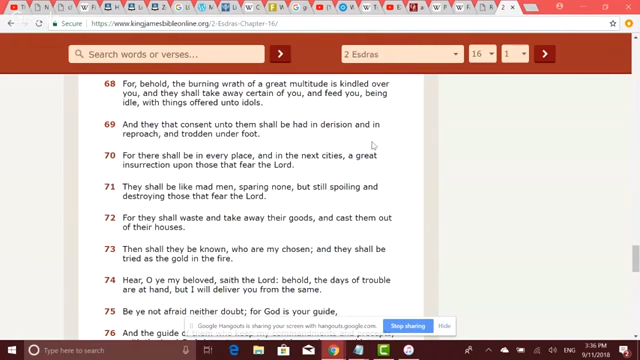 Secure | https://www.kingjamesbibleonline.org/2-Esdras-Chapter-16/
Search words or verses...
2 Esdras
16
1
68 For, behold, the burning wrath of a great multitude is kindled over
you, and they shall take away certain of you, and feed you, being
idle, with things offered unto idols.
69 And they that consent unto them shall be had in derision and in
reproach, and trodden under foot.
70 For there shall be in every place, and in the next cities, a great
insurrection upon those that fear the Lord.
71 They shall be like mad men, sparing none, but still spoiling and
destroying those that fear the Lord.
72 For they shall waste and take away their goods, and cast them out
of their houses.
73 Then shall they be known, who are my chosen; and they shall be
tried as the gold in the fire.
74 Hear, O ye my beloved, saith the Lord: behold, the days of trouble
are at hand, but I will deliver you from the same.
75 Be ye not afraid neither doubt; for God is your guide,
Google Hangouts is sharing your screen with hangouts.google.com.
Stop sharing
Hide
76 And the guide of them who keep my commandments and precepts,
Type here to search
3:36 PM
9/11/2018